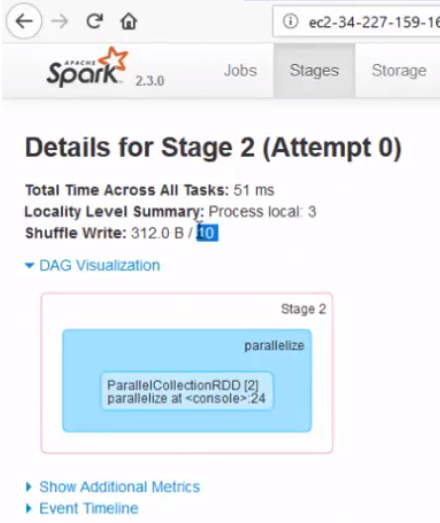 ec2-34-227-159-16
APACHE
Spark 2.3.0 Jobs Stages Storage
Details for Stage 2 (Attempt 0)
Total Time Across All Tasks: 51 ms
Locality Level Summary: Process local: 3
Shuffle Write: 312.0 B / 10
DAG Visualization
Stage 2
parallelize
ParallelCollectionRDD [2]
parallelize at <console>:24
Show Additional Metrics
Event Timeline